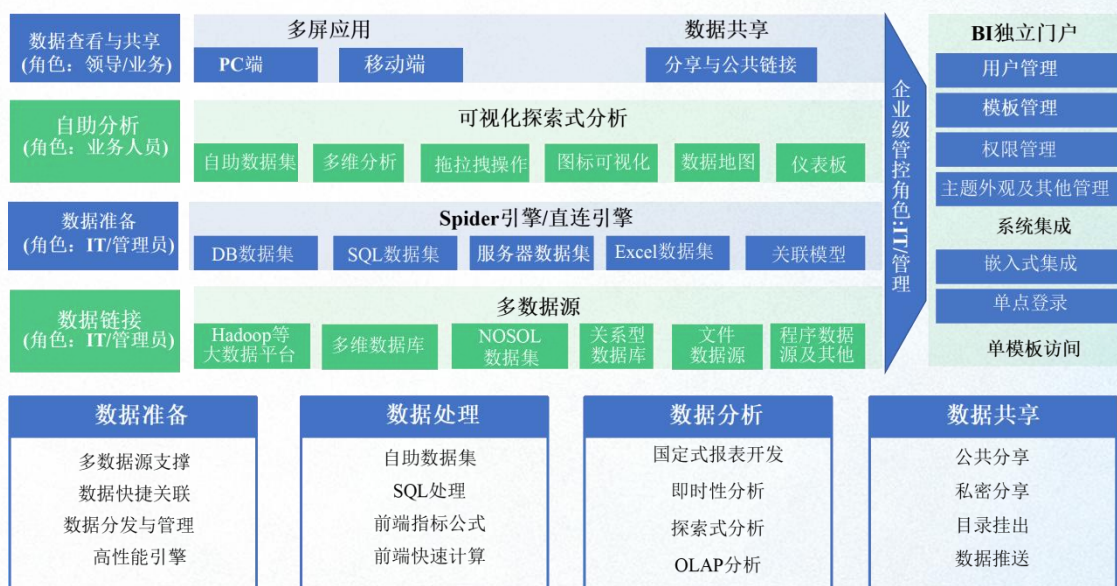 数据查看与共享
(角色：领导/业务)
多屏应用
数据共享
PC端
移动端
分享与公共链接
自助分析
(角色：业务人员)
可视化探索式分析
自助数据集
多维分析
拖拉拽操作
图标可视化
数据地图
仪表板
数据准备
(角色：IT/管理员)
Spider引擎/直连引擎
DB数据集
SQL数据集
服务器数据集
Excel数据集
关联模型
数据链接
(角色：IT/管理员)
多数据源
Hadoop等
大数据平台
多维数据库
NOSOL
数据集
关系型
数据库
文件
数据源
程序数据
源及其他
企业级管控角色:IT/管理
BI独立门户
用户管理
模板管理
权限管理
主题外观及其他管理
系统集成
嵌入式集成
单点登录
单模板访问
数据准备
多数据源支撑
数据快捷关联
数据分发与管理
高性能引擎
数据处理
自助数据集
SQL处理
前端指标公式
前端快速计算
数据分析
国定式报表开发
即时性分析
探索式分析
OLAP分析
数据共享
公共分享
私密分享
目录挂出
数据推送